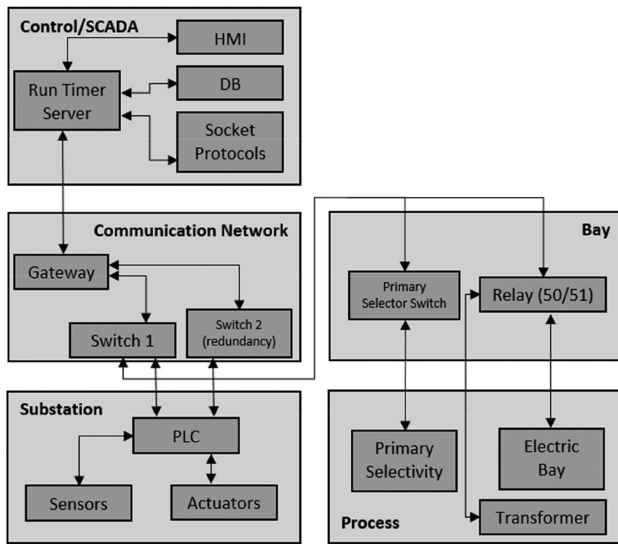 Control/SCADA
HMI
Run Timer
Server
DB
Socket
Protocols
Communication Network
Gateway
Switch 1
Switch 2
(redundancy)
Bay
Primary
Selector Switch
Relay (50/51)
Substation
PLC
Sensors
Actuators
Primary
Selectivity
Electric
Bay
Transformer
Process